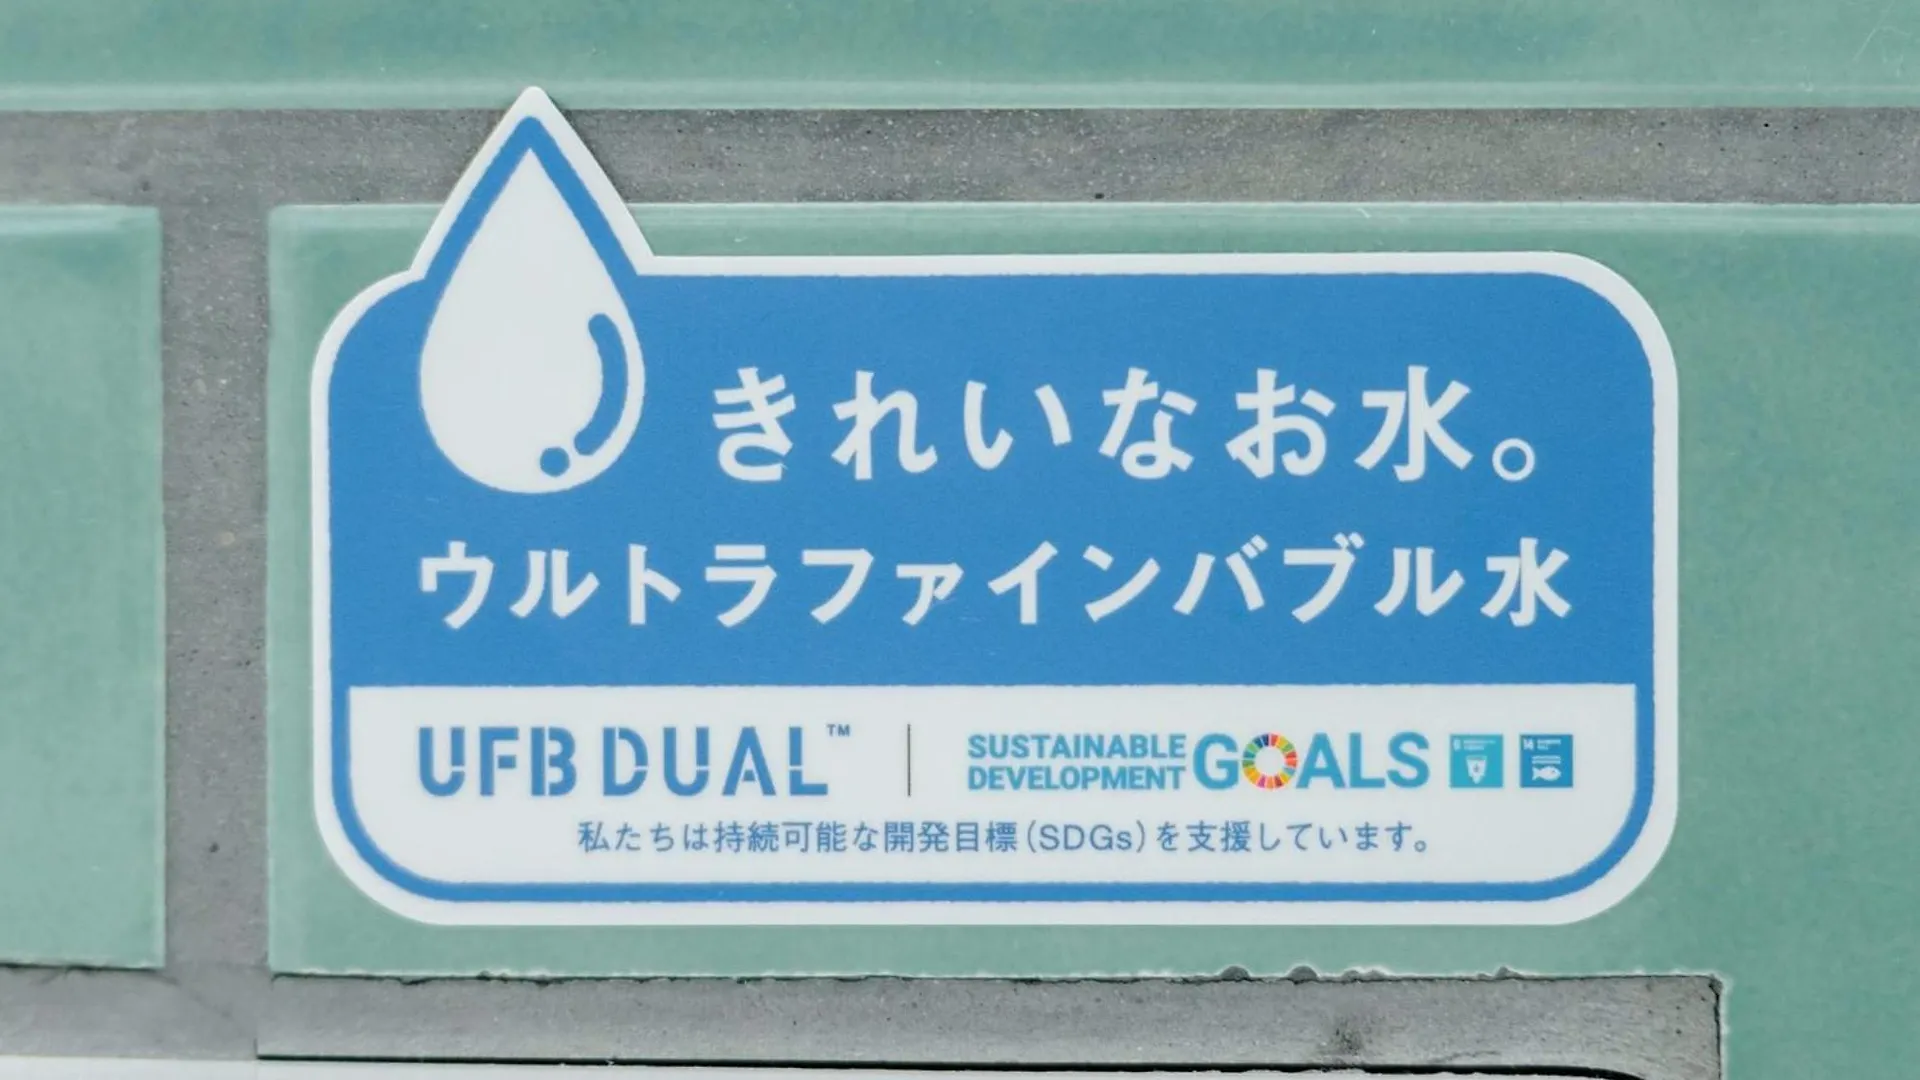 きれいなお水。
ウルトラファインバブル水
UFB DUAL™
SUSTAINABLE
DEVELOPMENT GOALS
6
14
私たちは持続可能な開発目標(SDGs)を支援しています。